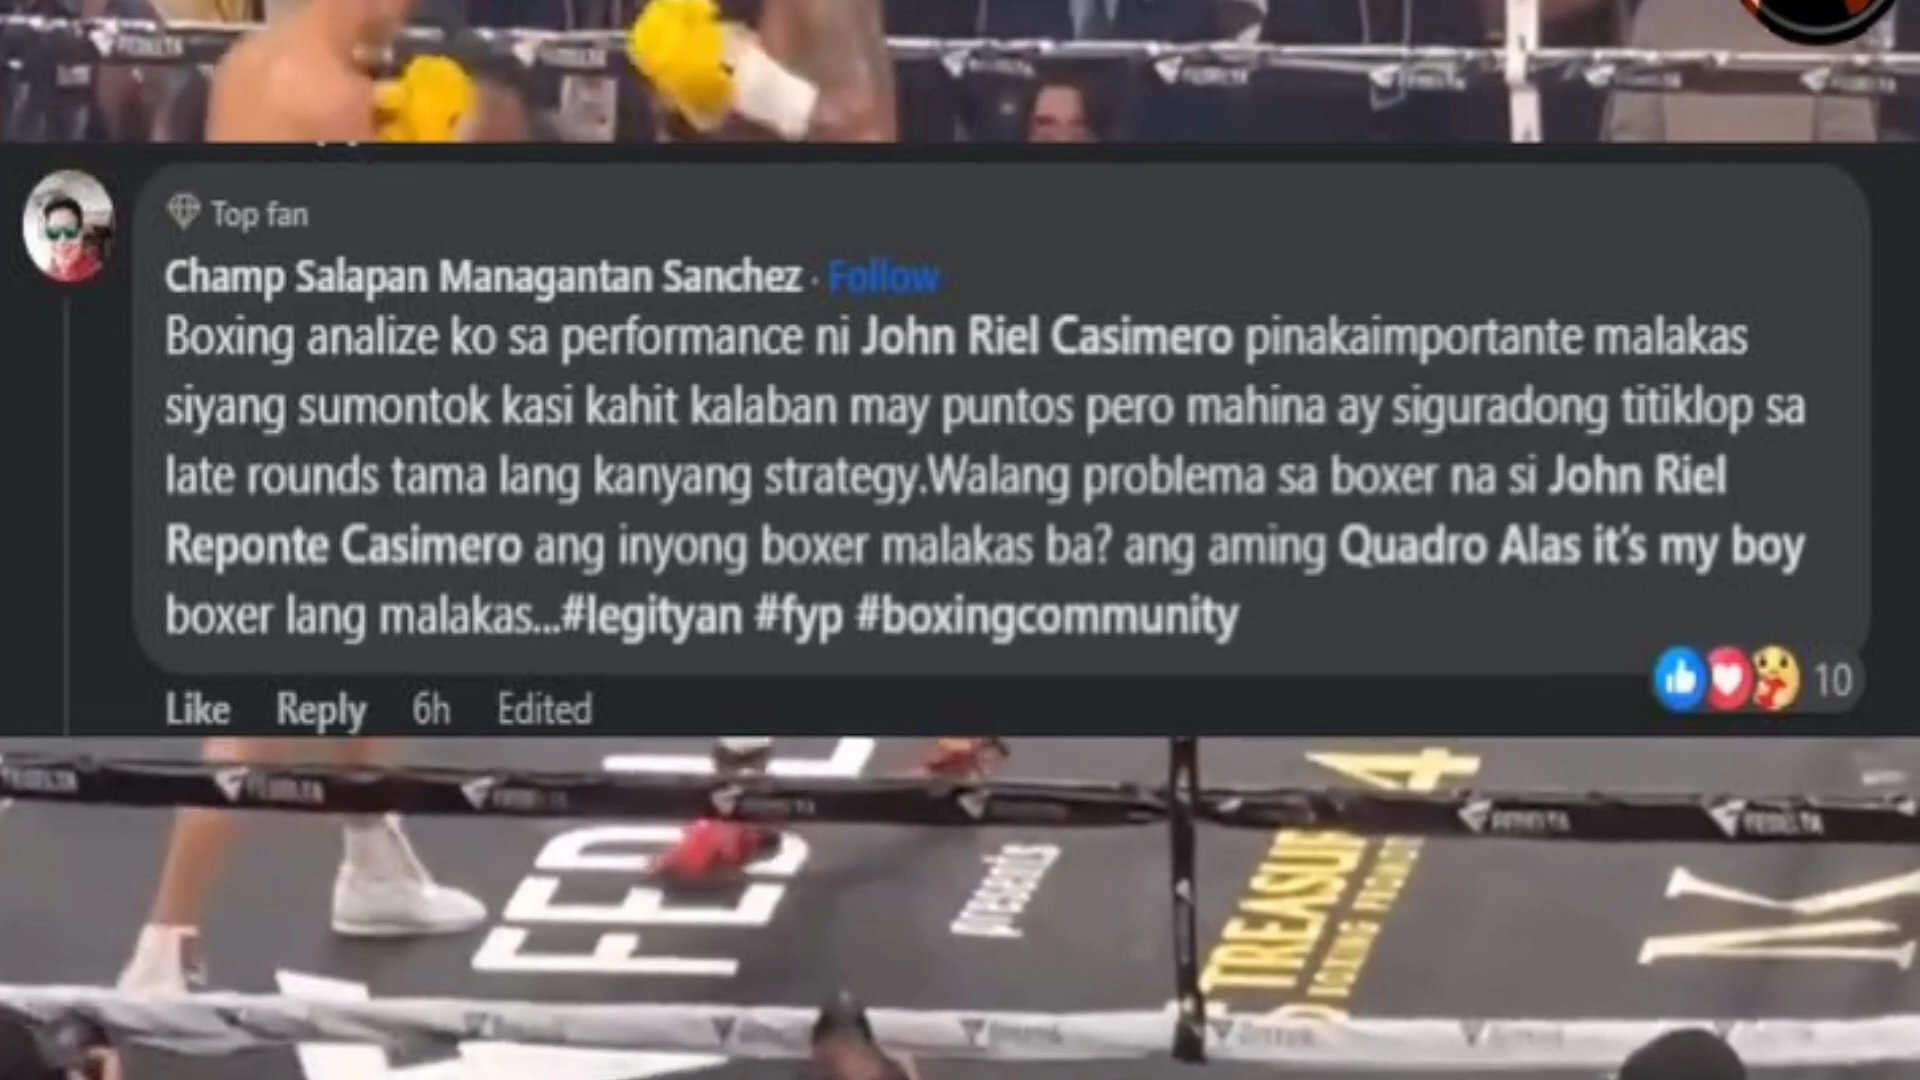 Top fan
Champ Salapan Managantan Sanchez · Follow
Boxing analize ko sa performance ni John Riel Casimero pinakaimportante malakas
siyang sumontok kasi kahit kalaban may puntos pero mahina ay siguradong titiklop sa
late rounds tama lang kanyang strategy.Walang problema sa boxer na si John Riel
Reponte Casimero ang inyong boxer malakas ba? ang aming Quadro Alas it's my boy
boxer lang malakas...#legityan #fyp #boxingcommunity
10
Like Reply 6h Edited
presents
4
K